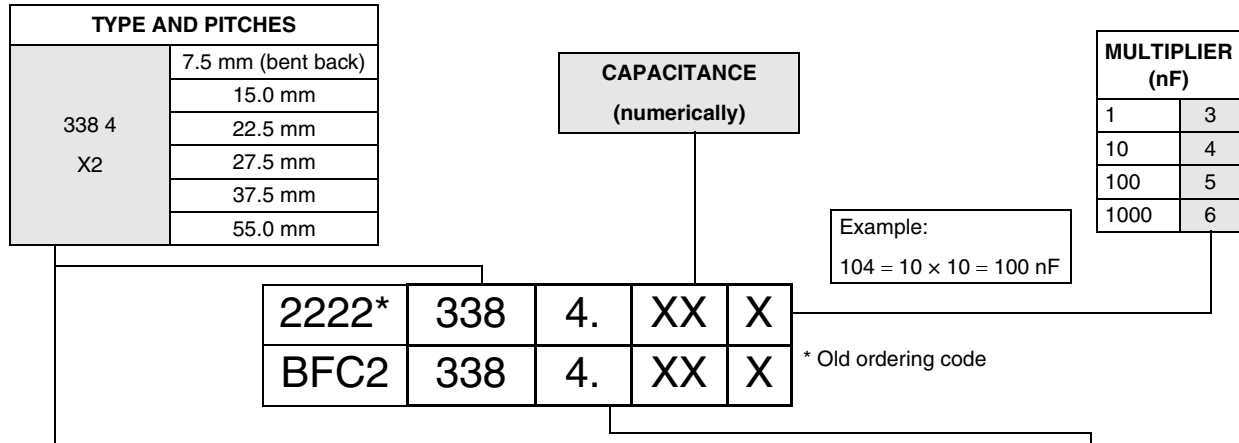 TYPE AND PITCHES
338 4
X2
7.5 mm (bent back)
15.0 mm
22.5 mm
27.5 mm
37.5 mm
55.0 mm
CAPACITANCE
(numerically)
MULTIPLIER
(nF)
1 3
10 4
100 5
1000 6
Example:
104 = 10 × 10 = 100 nF
2222* 338 4. XX X
BFC2 338 4. XX X
* Old ordering code